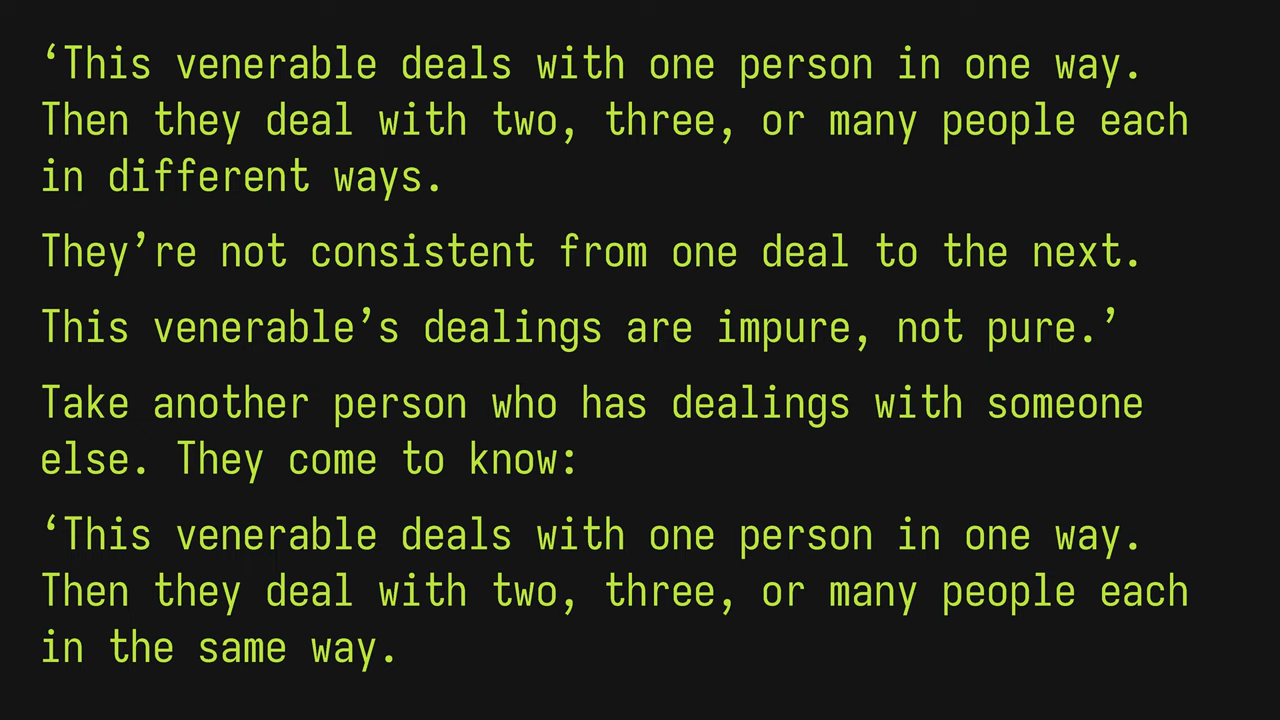 ‘This venerable deals with one person in one way.
Then they deal with two, three, or many people each
in different ways.
They’re not consistent from one deal to the next.
This venerable’s dealings are impure, not pure.’
Take another person who has dealings with someone
else. They come to know:
‘This venerable deals with one person in one way.
Then they deal with two, three, or many people each
in the same way.